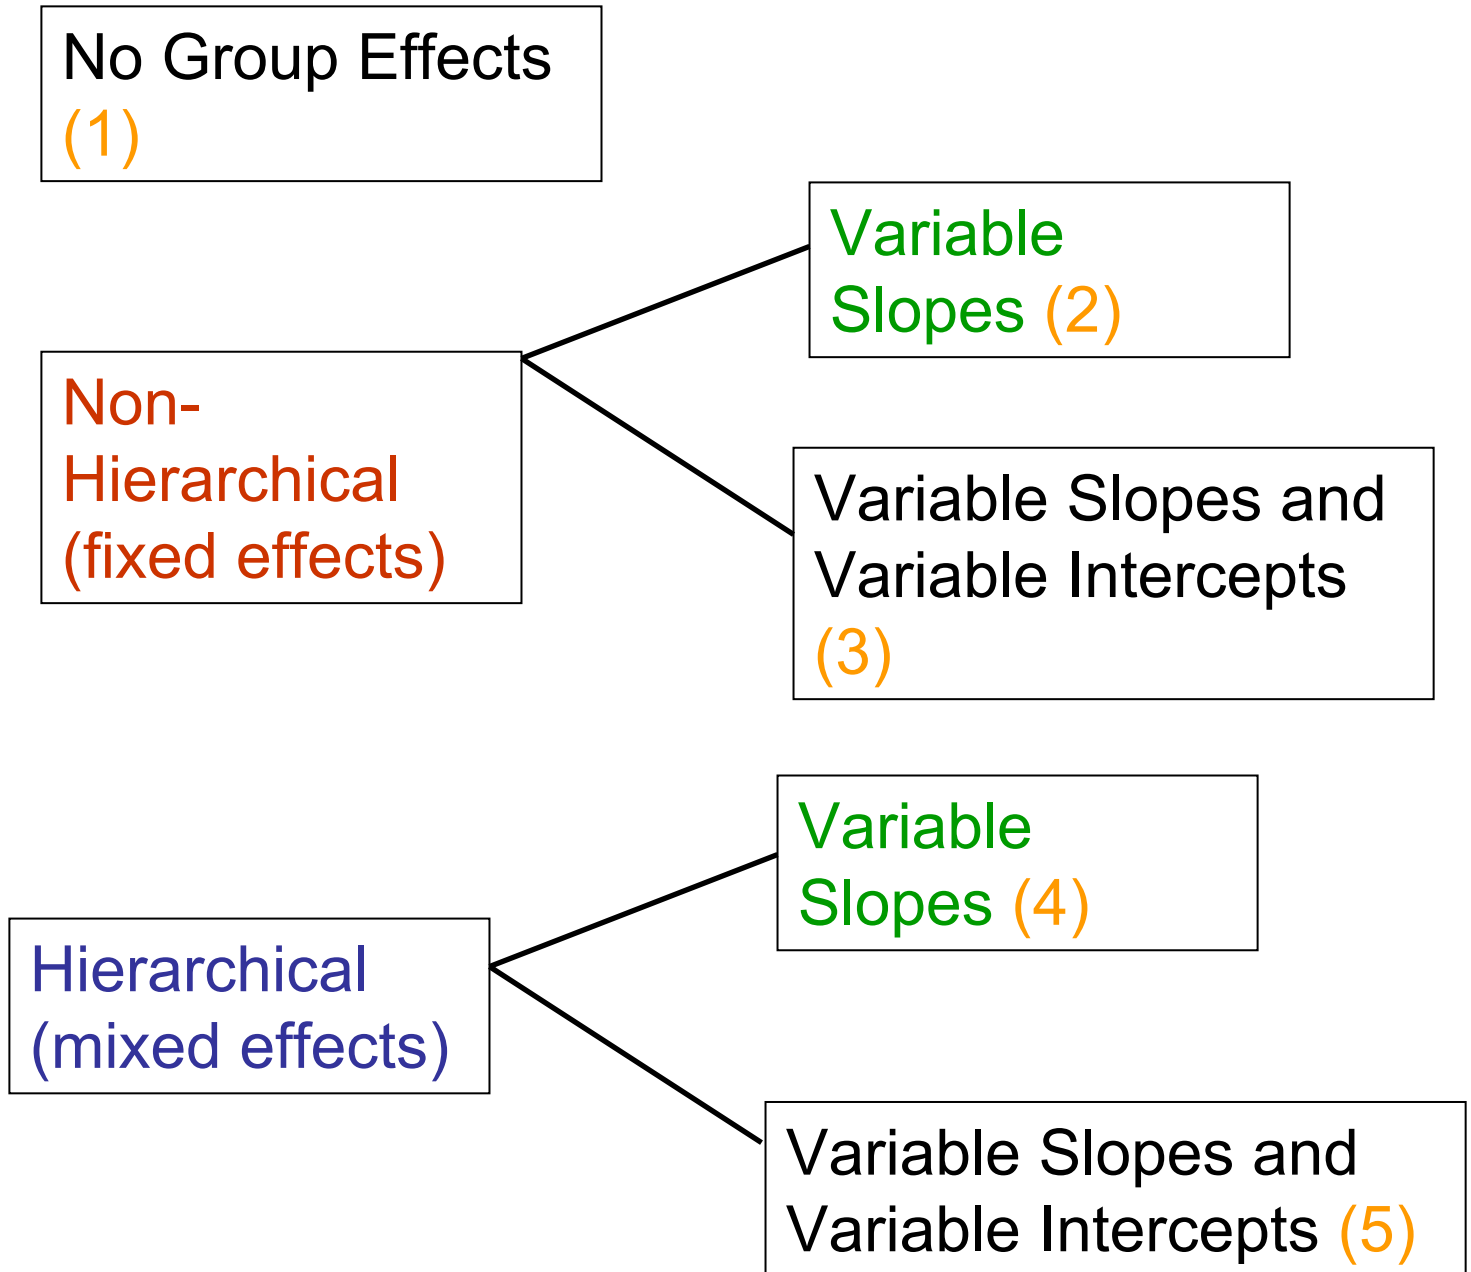 No Group Effects
(1)
Variable
Slopes (2)
Non-
Hierarchical
(fixed effects)
Variable Slopes and
Variable Intercepts
(3)
Variable
Slopes (4)
Hierarchical
(mixed effects)
Variable Slopes and
Variable Intercepts (5)